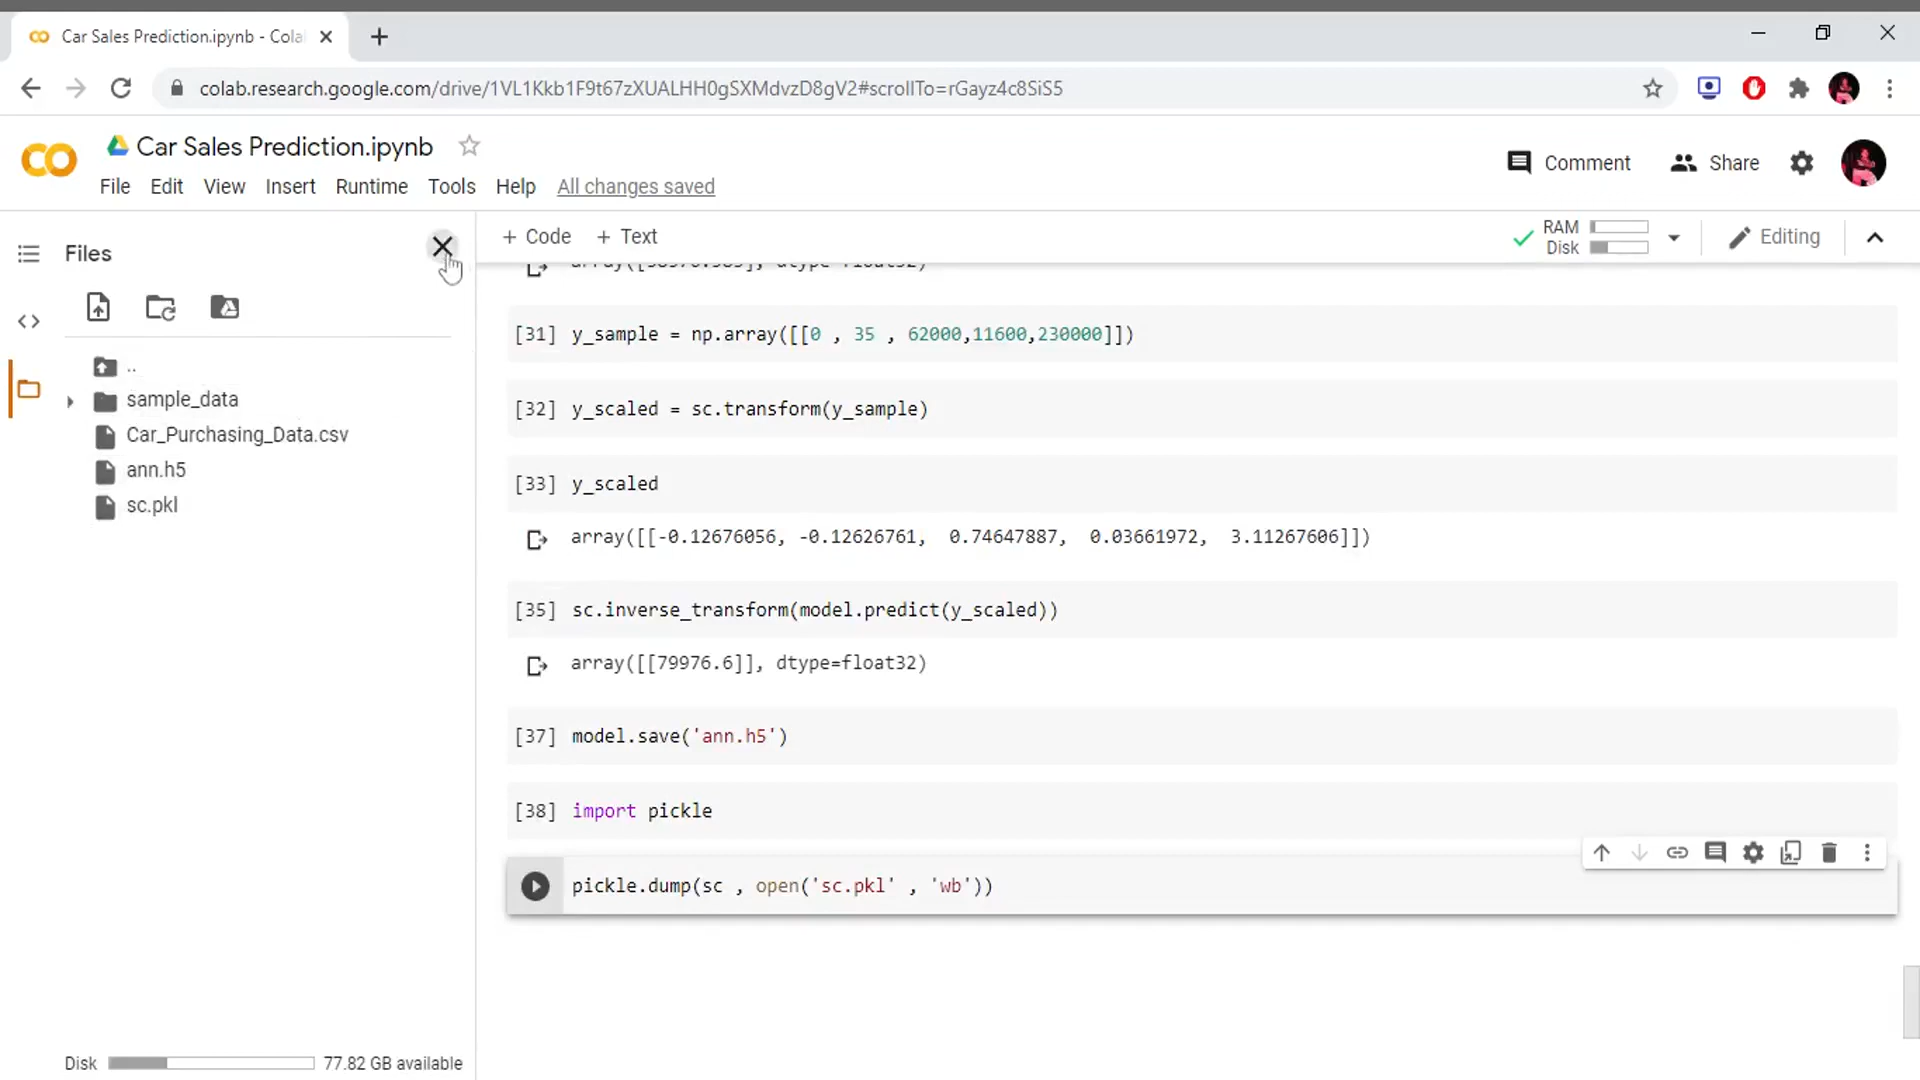 Car Sales Prediction.ipynb - Cola
colab.research.google.com/drive/1VL1Kkb1F9t67zXUALHH0gSXMdvzD8gV2#scrollTo=rGayz4c8SiS5
CO
Car Sales Prediction.ipynb
Comment
Share
File Edit View Insert Runtime Tools Help All changes saved
Files
+ Code + Text
RAM
Disk
Editing
..
sample_data
Car_Purchasing_Data.csv
ann.h5
sc.pkl
Disk 77.82 GB available
[31] y_sample = np.array([[0 , 35 , 62000,11600,230000]])
[32] y_scaled = sc.transform(y_sample)
[33] y_scaled
array([[-0.12676056, -0.12626761, 0.74647887, 0.03661972, 3.11267606]])
[35] sc.inverse_transform(model.predict(y_scaled))
array([[79976.6]], dtype=float32)
[37] model.save('ann.h5')
[38] import pickle
pickle.dump(sc , open('sc.pkl' , 'wb'))